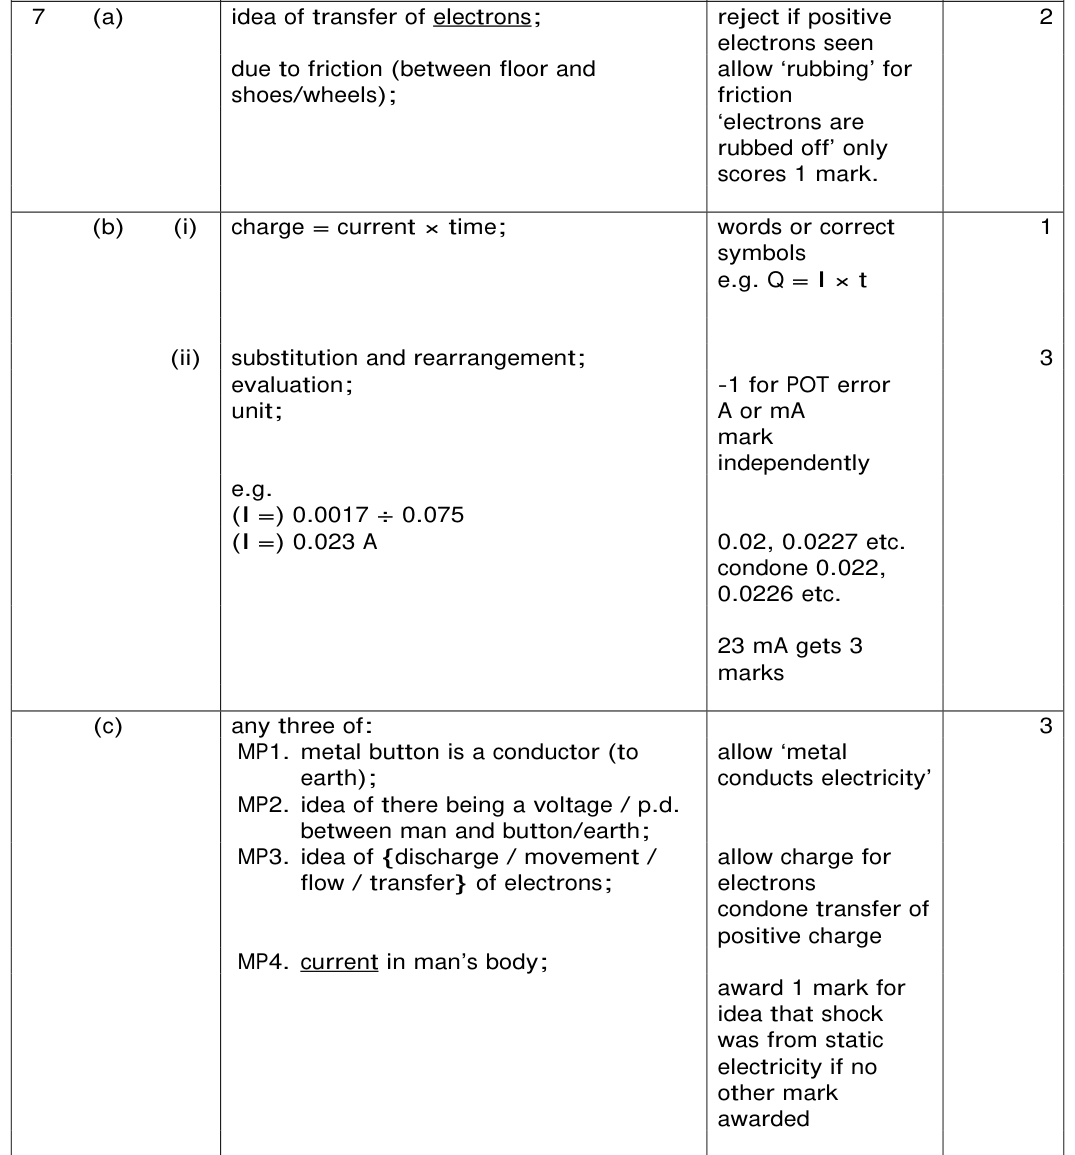 7 (a) idea of transfer of electrons; reject if positive 2
electrons seen
due to friction (between floor and allow ‘rubbing’ for
shoes/wheels); friction
‘electrons are
rubbed off’ only
scores 1 mark.
(b) (i) charge = current × time; words or correct 1
symbols
e.g. Q = I × t
(ii) substitution and rearrangement; 3
evaluation; -1 for POT error
unit; A or mA
mark
independently
e.g.
(I =) 0.0017 ÷ 0.075
(I =) 0.023 A 0.02, 0.0227 etc.
condone 0.022,
0.0226 etc.
23 mA gets 3
marks
(c) any three of: 3
MP1. metal button is a conductor (to allow ‘metal
earth); conducts electricity’
MP2. idea of there being a voltage / p.d.
between man and button/earth;
MP3. idea of {discharge / movement / allow charge for
flow / transfer} of electrons; electrons
condone transfer of
positive charge
MP4. current in man’s body;
award 1 mark for
idea that shock
was from static
electricity if no
other mark
awarded